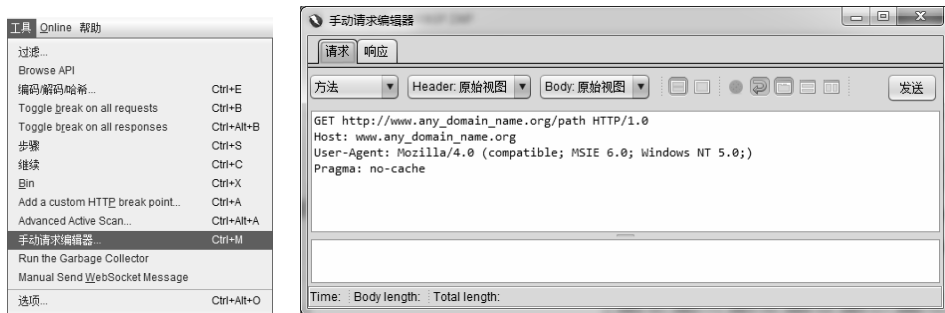 工具 Online 帮助
过滤...
Browse API
编码/解码/哈希... Ctrl+E
Toggle break on all requests Ctrl+B
Toggle break on all responses Ctrl+Alt+B
步骤 Ctrl+S
继续 Ctrl+C
Bin Ctrl+X
Add a custom HTTP break point... Ctrl+A
Advanced Active Scan... Ctrl+Alt+A
手动请求编辑器... Ctrl+M
Run the Garbage Collector
Manual Send WebSocket Message
选项... Ctrl+Alt+O
手动请求编辑器
请求 响应
方法 Header: 原始视图 Body: 原始视图 发送
GET http://www.any_domain_name.org/path HTTP/1.0
Host: www.any_domain_name.org
User-Agent: Mozilla/4.0 (compatible; MSIE 6.0; Windows NT 5.0;)
Pragma: no-cache
Time: Body length: Total length: